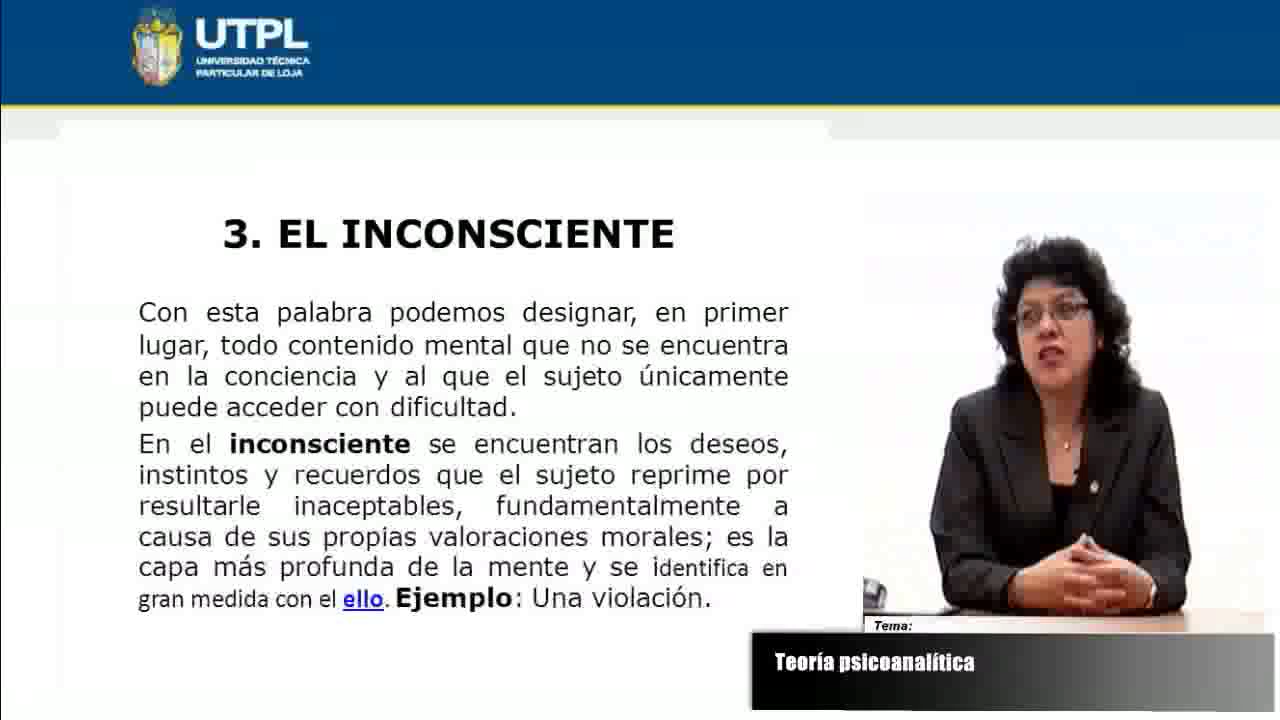 UTPL
UNIVERSIDAD TÉCNICA
PARTICULAR DE LOJA
3. EL INCONSCIENTE
Con esta palabra podemos designar, en primer
lugar, todo contenido mental que no se encuentra
en la conciencia y al que el sujeto únicamente
puede acceder con dificultad.
En el inconsciente se encuentran los deseos,
instintos y recuerdos que el sujeto reprime por
resultarle inaceptables, fundamentalmente a
causa de sus propias valoraciones morales; es la
capa más profunda de la mente y se identifica en
gran medida con el ello. Ejemplo: Una violación.
Tema:
Teoría psicoanalítica